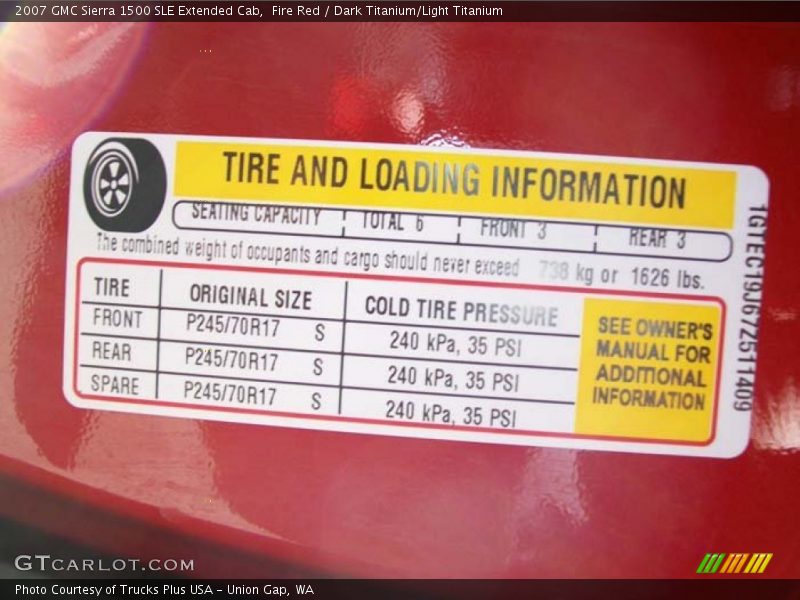 2007 GMC Sierra 1500 SLE Extended Cab, Fire Red / Dark Titanium/Light Titanium
TIRE AND LOADING INFORMATION
SEATING CAPACITY TOTAL 6 FRONT 3 REAR 3
The combined weight of occupants and cargo should never exceed 738 kg or 1626 lbs.
TIRE ORIGINAL SIZE COLD TIRE PRESSURE
FRONT P245/70R17 S 240 kPa, 35 PSI
REAR P245/70R17 S 240 kPa, 35 PSI
SPARE P245/70R17 S 240 kPa, 35 PSI
SEE OWNER'S
MANUAL FOR
ADDITIONAL
INFORMATION
1GTEC19J67Z511409
GTCARLOT.COM
Photo Courtesy of Trucks Plus USA - Union Gap, WA